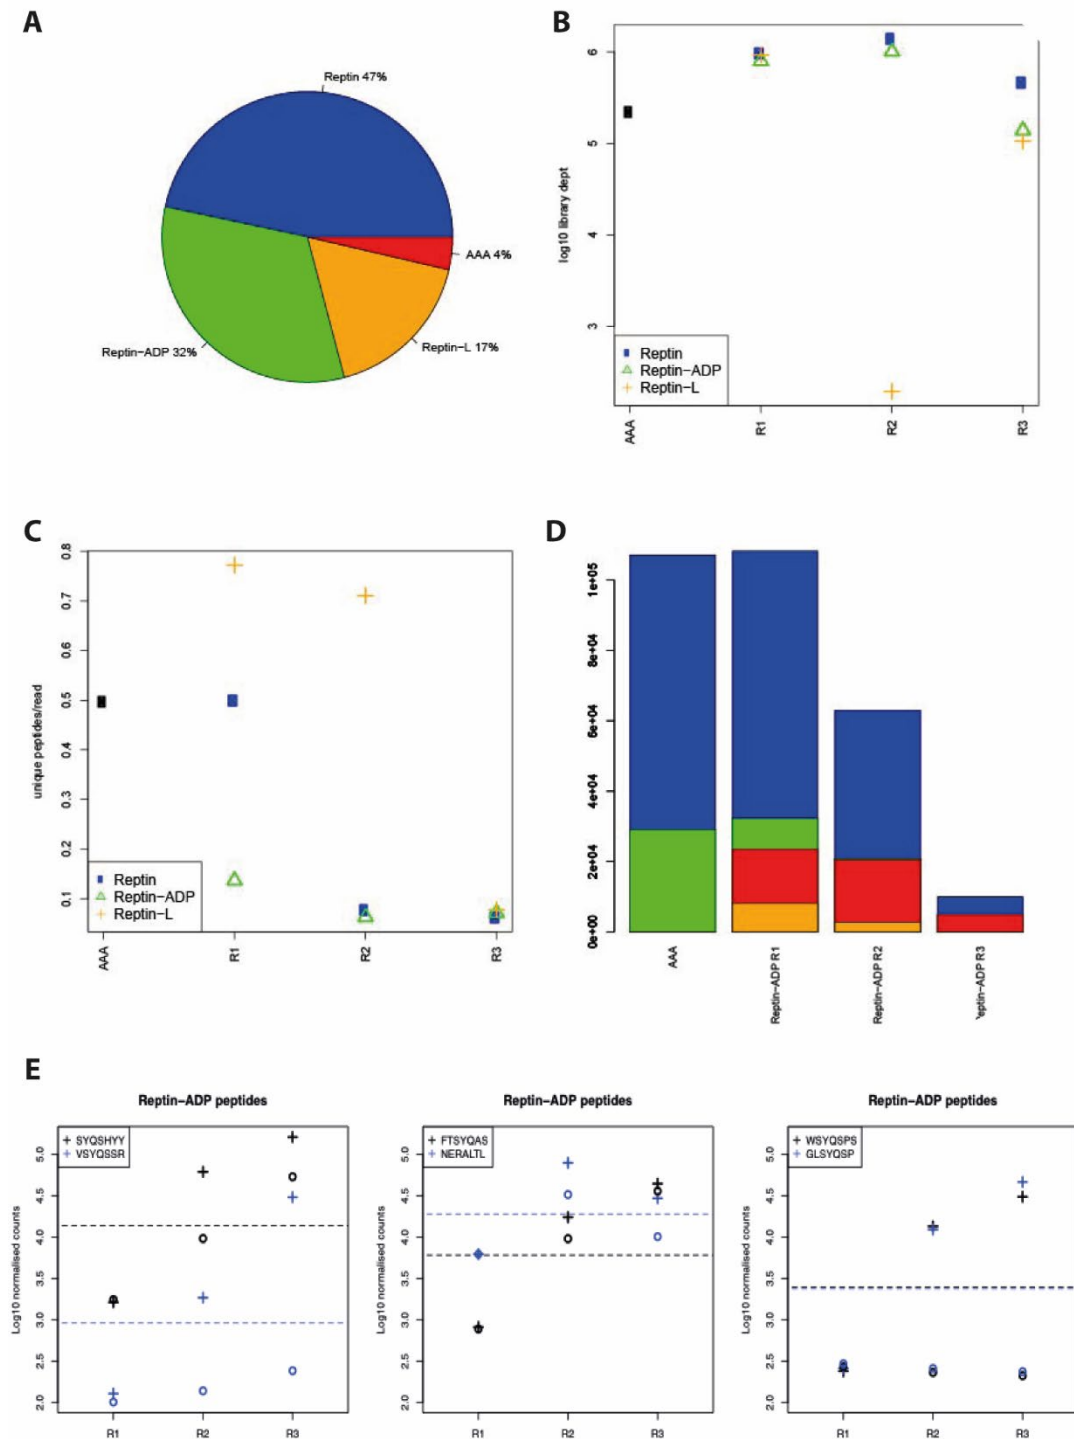 A
Reptin 47%
AAA 4%
Reptin-L 17%
Reptin-ADP 32%
B
log10 library dept
6
5
4
3
Reptin
Reptin-ADP
Reptin-L
AAA
R1
R2
R3
C
unique peptides/read
0.8
0.7
0.6
0.5
0.4
0.3
0.2
0.1
Reptin
Reptin-ADP
Reptin-L
AAA
R1
R2
R3
D
1e+05
8e+04
6e+04
4e+04
2e+04
0e+00
AAA
Reptin-ADP R1
Reptin-ADP R2
eptin-ADP R3
E
Reptin-ADP peptides
SYQSHYY
VSYQSSR
Log10 normalised counts
5.0
4.5
4.0
3.5
3.0
2.5
2.0
R1
R2
R3
Reptin-ADP peptides
FTSYQAS
NERALTL
Log10 normalised counts
5.0
4.5
4.0
3.5
3.0
2.5
2.0
R1
R2
R3
Reptin-ADP peptides
WSYQSPS
GLSYQSP
Log10 normalised counts
5.0
4.5
4.0
3.5
3.0
2.5
2.0
R1
R2
R3